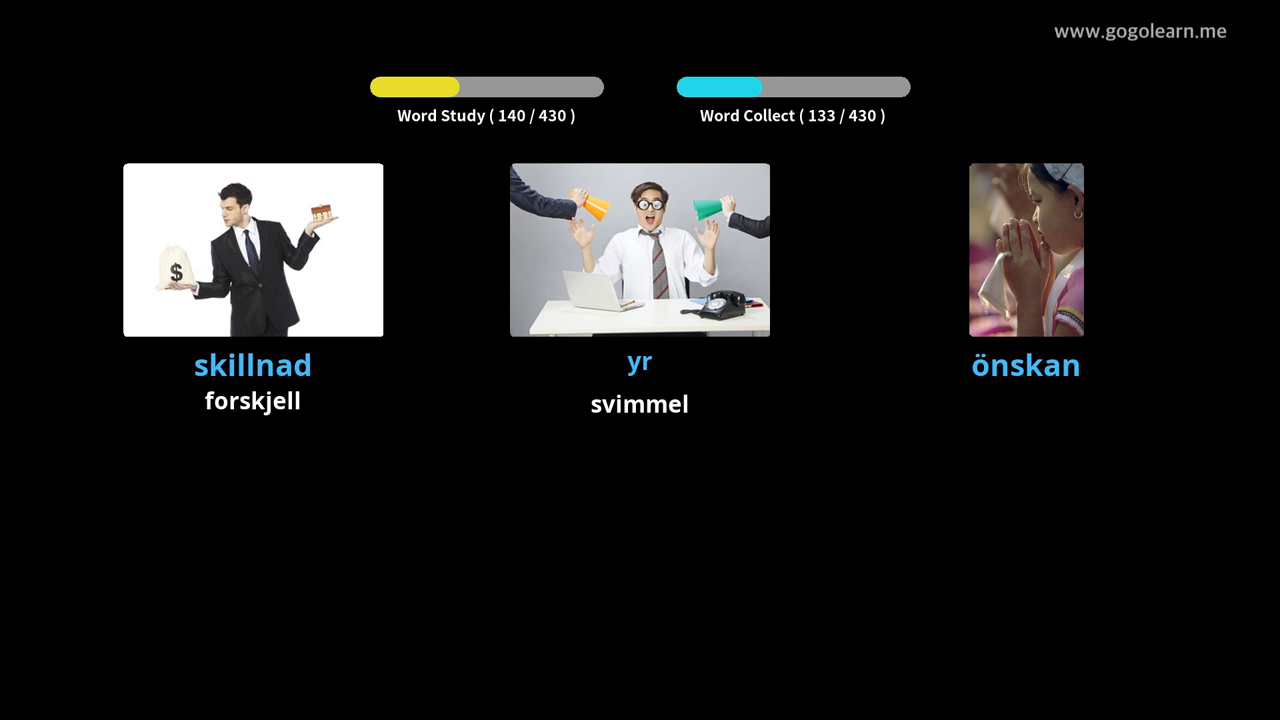 www.gogolearn.me
Word Study ( 140 / 430 )
Word Collect ( 133 / 430 )
$
skillnad
forskjell
yr
svimmel
önskan